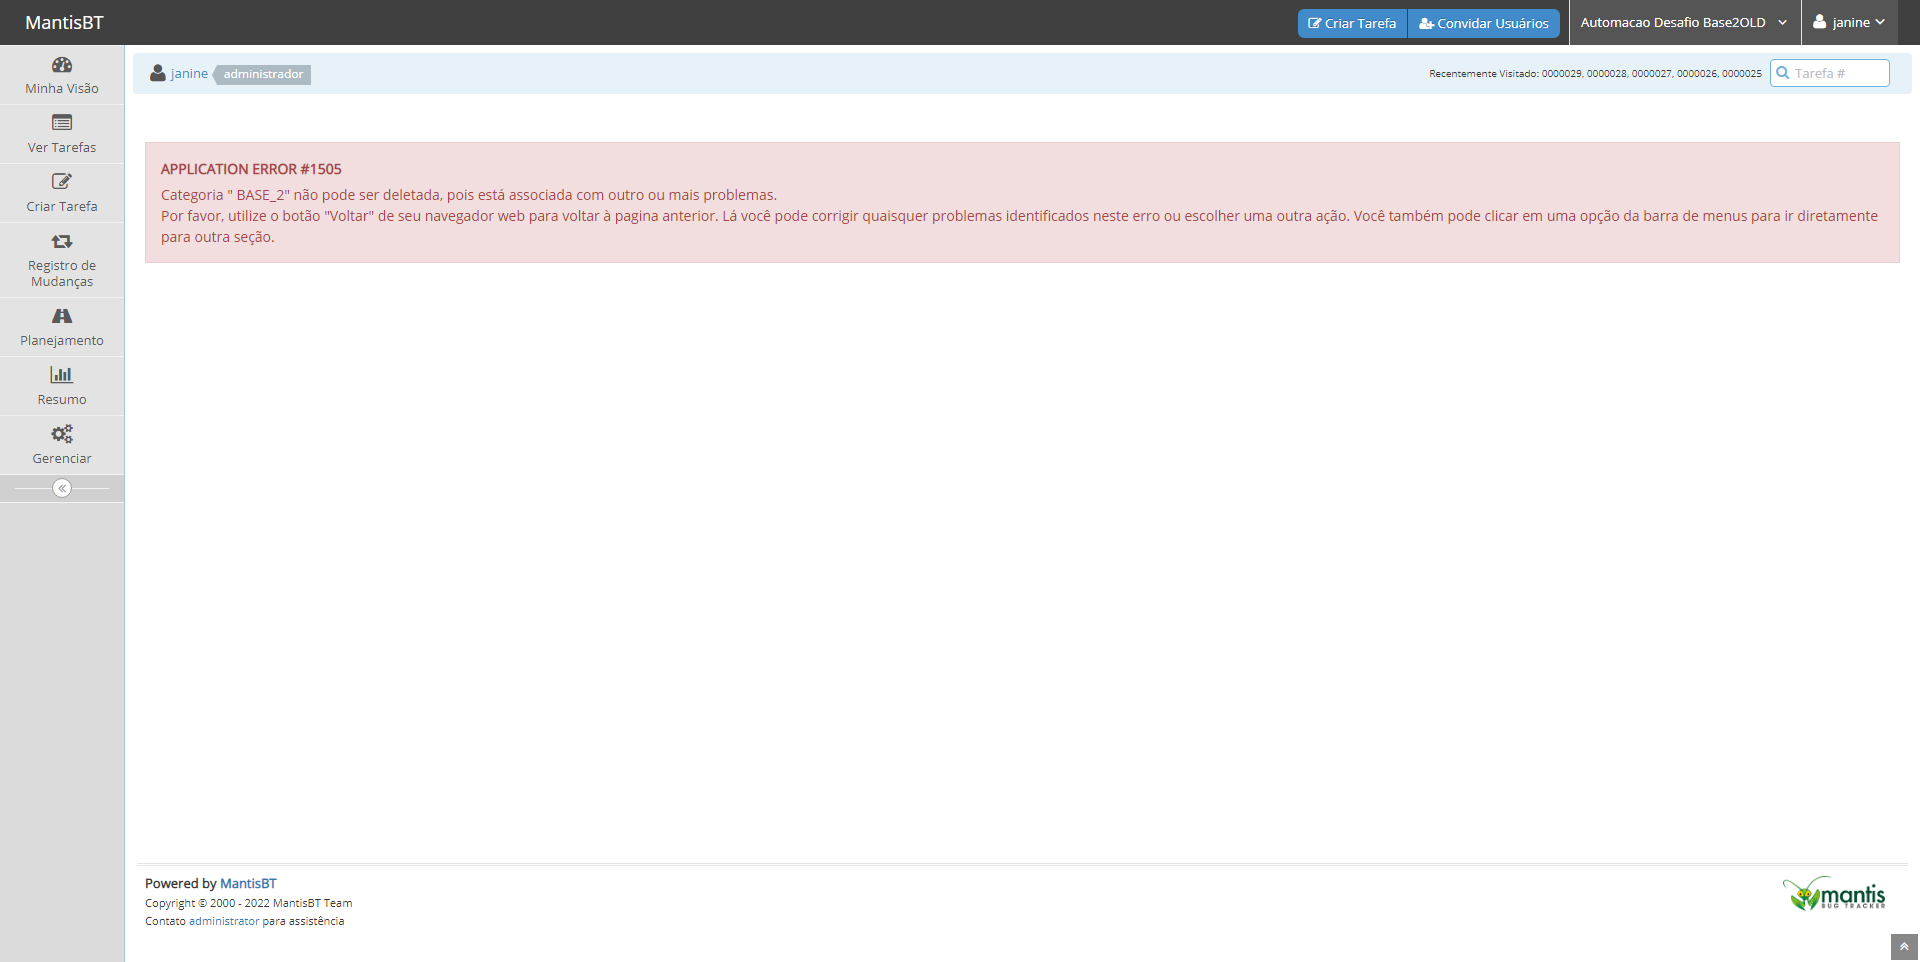 MantisBT
Criar Tarefa
Convidar Usuários
Automacao Desafio Base2OLD
janine
Minha Visão
Ver Tarefas
Criar Tarefa
Registro de
Mudanças
Planejamento
Resumo
Gerenciar
janine administrador
Recentemente Visitado: 0000029, 0000028, 0000027, 0000026, 0000025
Tarefa #
APPLICATION ERROR #1505
Categoria " BASE_2" não pode ser deletada, pois está associada com outro ou mais problemas.
Por favor, utilize o botão "Voltar" de seu navegador web para voltar à pagina anterior. Lá você pode corrigir quaisquer problemas identificados neste erro ou escolher uma outra ação. Você também pode clicar em uma opção da barra de menus para ir diretamente
para outra seção.
Powered by MantisBT
Copyright © 2000 - 2022 MantisBT Team
Contato administrator para assistência
mantis
BUG TRACKER